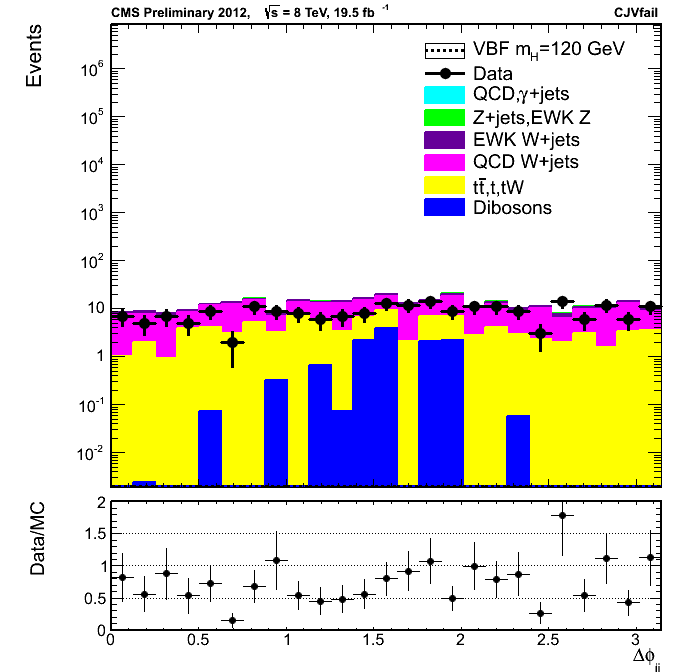 CMS Preliminary 2012, √s = 8 TeV, 19.5 fb⁻¹ CJVfail
Events
VBF m_H=120 GeV
Data
QCD,γ+jets
Z+jets,EWK Z
EWK W+jets
QCD W+jets
tt̄,t,tW
Dibosons
10⁶
10⁵
10⁴
10³
10²
10
1
10⁻¹
10⁻²
Data/MC
2
1.5
1
0.5
0
0 0.5 1 1.5 2 2.5 3
Δϕ_jj